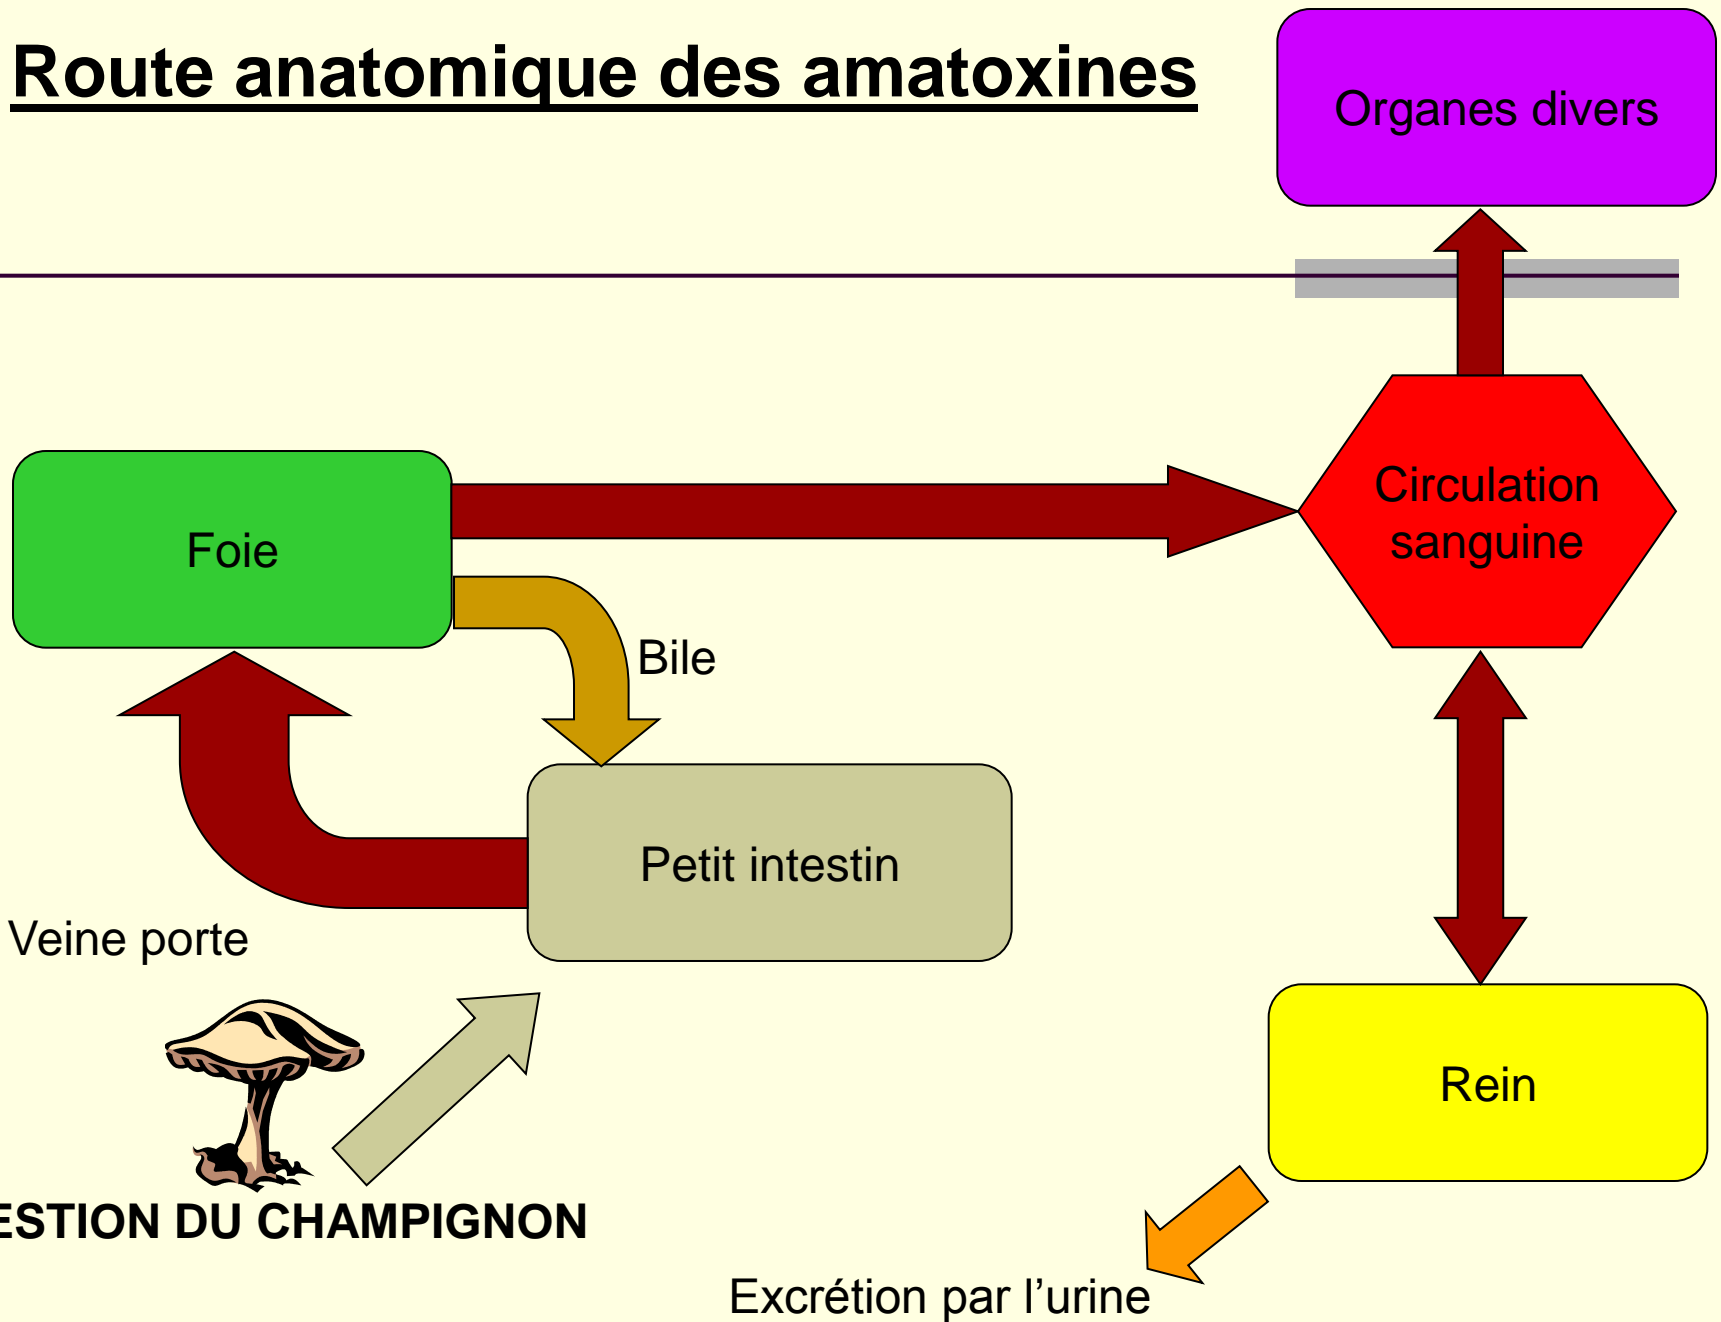 Route anatomique des amatoxines
Organes divers
Circulation
sanguine
Foie
Bile
Petit intestin
Veine porte
Rein
ESTION DU CHAMPIGNON
Excrétion par l’urine